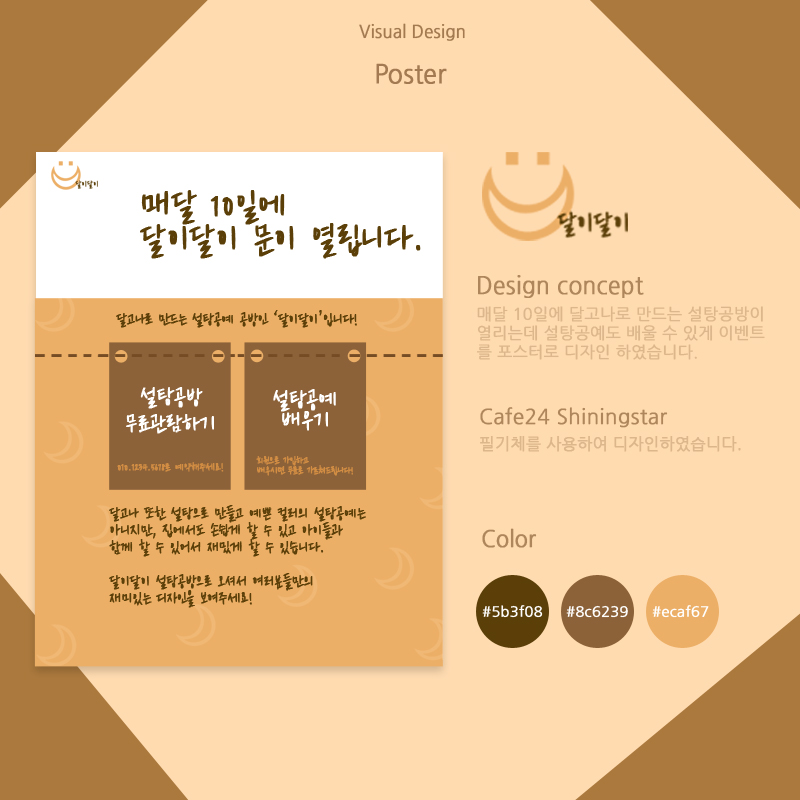 Visual Design
Poster
달이달이
매달 10일에
달이달이 문이 열립니다.
달고나로 만드는 설탕공예 공방인 '달이달이'입니다!
설탕공방
무료관람하기
010.1234.5678로 예약해주세요!
설탕공예
배우기
회원으로 가입하고
배우시면 무료로 가르쳐드립니다!
달고나 또한 설탕으로 만들고 예쁜 컬러의 설탕공예는
아니지만, 집에서도 손쉽게 할 수 있고 아이들과
함께 할 수 있어서 재밌게 할 수 있습니다.
달이달이 설탕공방으로 오셔서 여러분들만의
재미있는 디자인을 보여주세요!
달이달이
Design concept
매달 10일에 달고나로 만드는 설탕공방이
열리는데 설탕공예도 배울 수 있게 이벤트
를 포스터로 디자인 하였습니다.
Cafe24 Shiningstar
필기체를 사용하여 디자인하였습니다.
Color
#5b3f08
#8c6239
#ecaf67